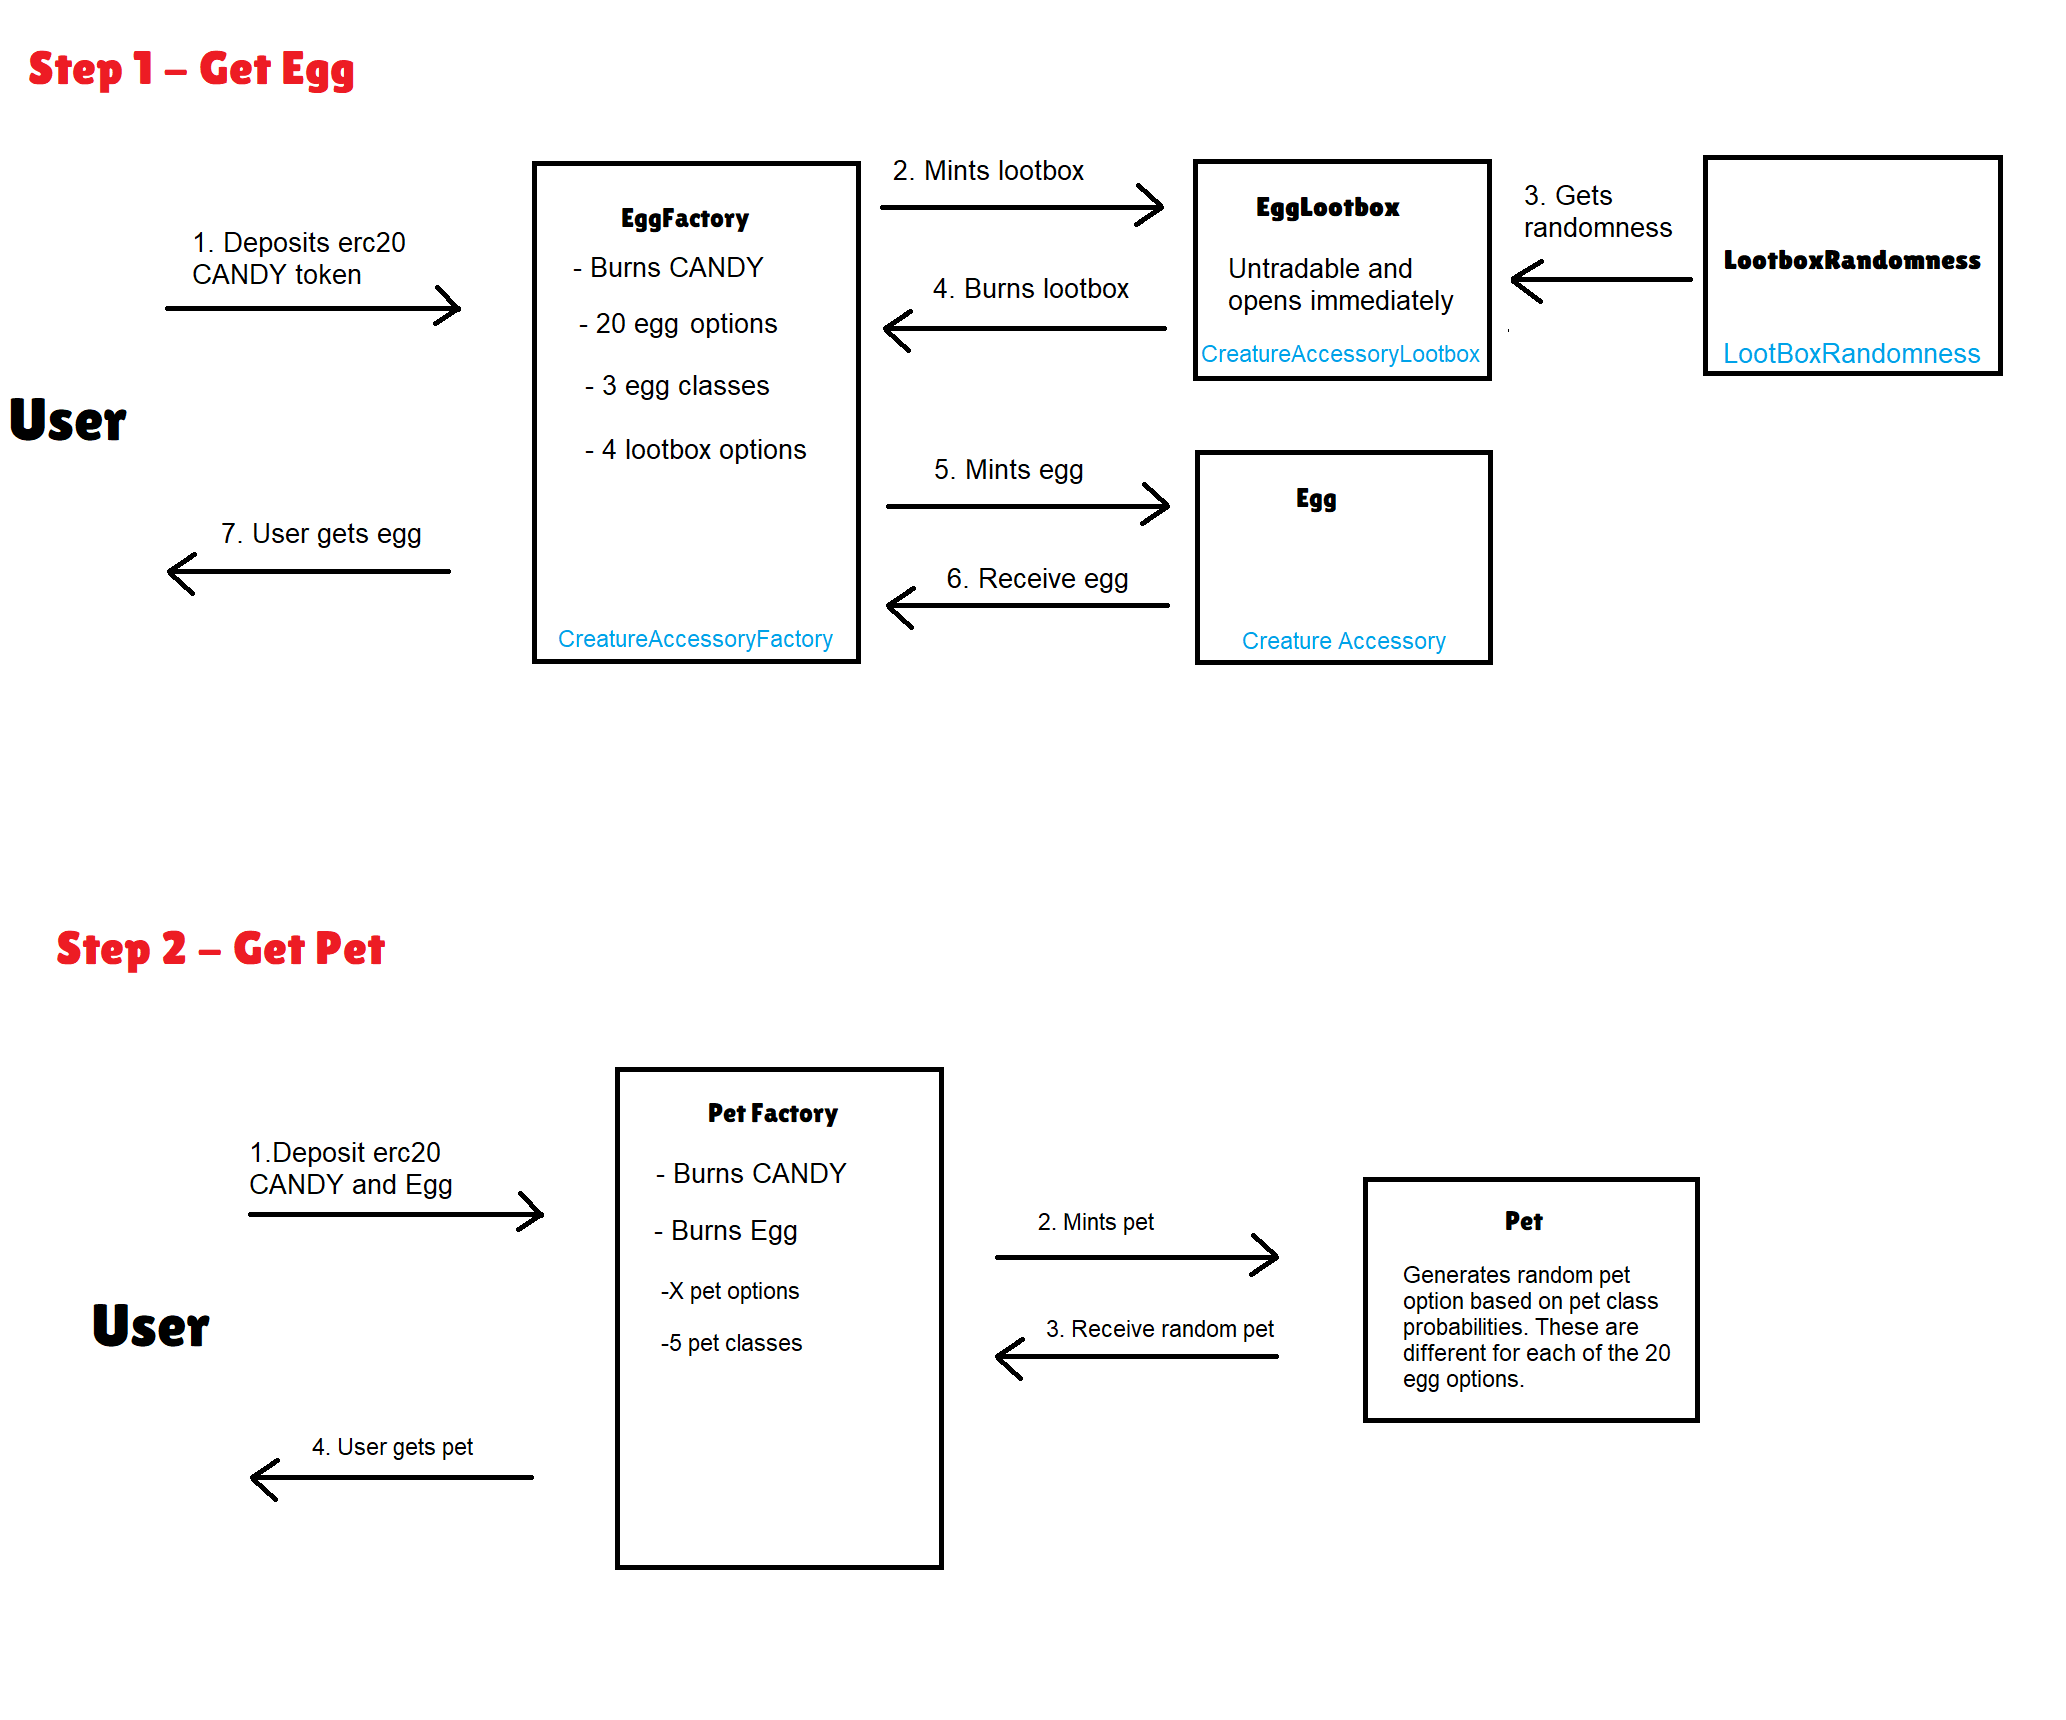 Step 1 – Get Egg
1. Deposits erc20
CANDY token
User
7. User gets egg
EggFactory
- Burns CANDY
- 20 egg options
- 3 egg classes
- 4 lootbox options
CreatureAccessoryFactory
2. Mints lootbox
4. Burns lootbox
5. Mints egg
6. Receive egg
EggLootbox
Untradable and
opens immediately
CreatureAccessoryLootbox
3. Gets
randomness
LootboxRandomness
LootBoxRandomness
Egg
Creature Accessory
Step 2 – Get Pet
1.Deposit erc20
CANDY and Egg
User
4. User gets pet
Pet Factory
- Burns CANDY
- Burns Egg
-X pet options
-5 pet classes
2. Mints pet
3. Receive random pet
Pet
Generates random pet
option based on pet class
probabilities. These are
different for each of the 20
egg options.